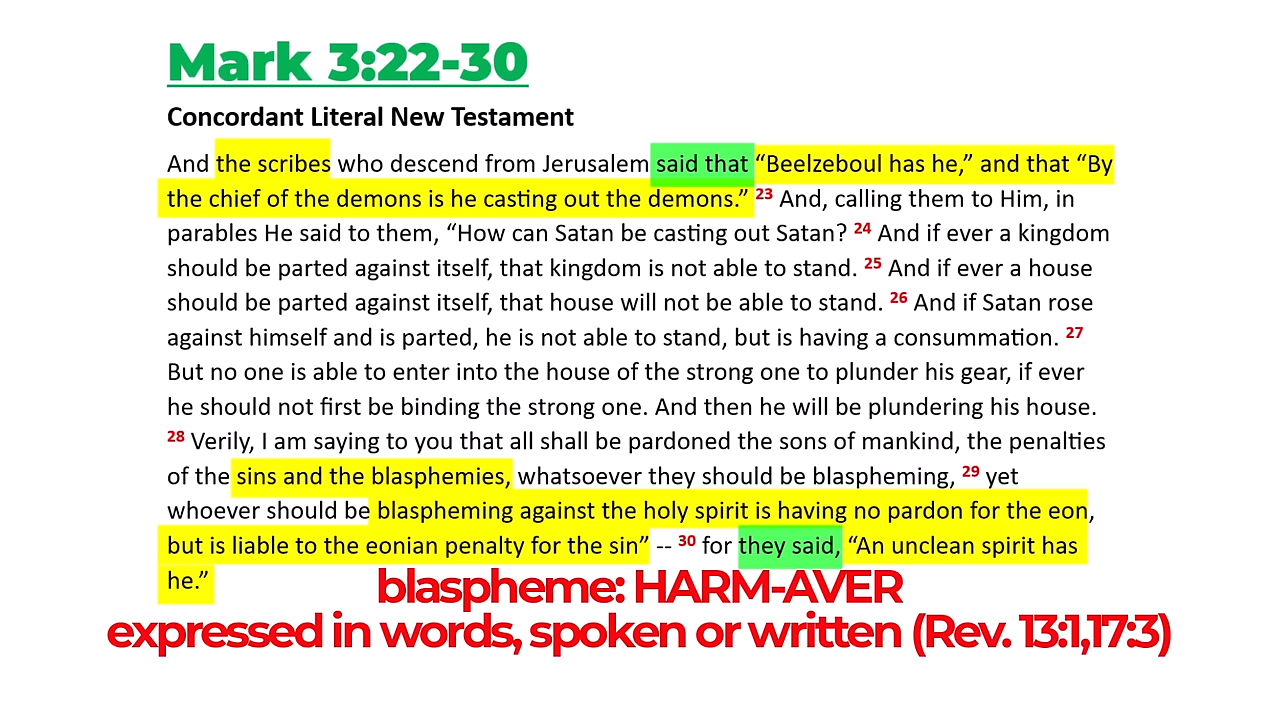 Mark 3:22-30
Concordant Literal New Testament
And the scribes who descend from Jerusalem said that “Beelzeboul has he,” and that “By
the chief of the demons is he casting out the demons.” 23 And, calling them to Him, in
parables He said to them, “How can Satan be casting out Satan? 24 And if ever a kingdom
should be parted against itself, that kingdom is not able to stand. 25 And if ever a house
should be parted against itself, that house will not be able to stand. 26 And if Satan rose
against himself and is parted, he is not able to stand, but is having a consummation. 27
But no one is able to enter into the house of the strong one to plunder his gear, if ever
he should not first be binding the strong one. And then he will be plundering his house.
28 Verily, I am saying to you that all shall be pardoned the sons of mankind, the penalties
of the sins and the blasphemies, whatsoever they should be blaspheming, 29 yet
whoever should be blaspheming against the holy spirit is having no pardon for the eon,
but is liable to the eonian penalty for the sin” -- 30 for they said, “An unclean spirit has
he.”
blaspheme: HARM-AVER
expressed in words, spoken or written (Rev. 13:1,17:3)